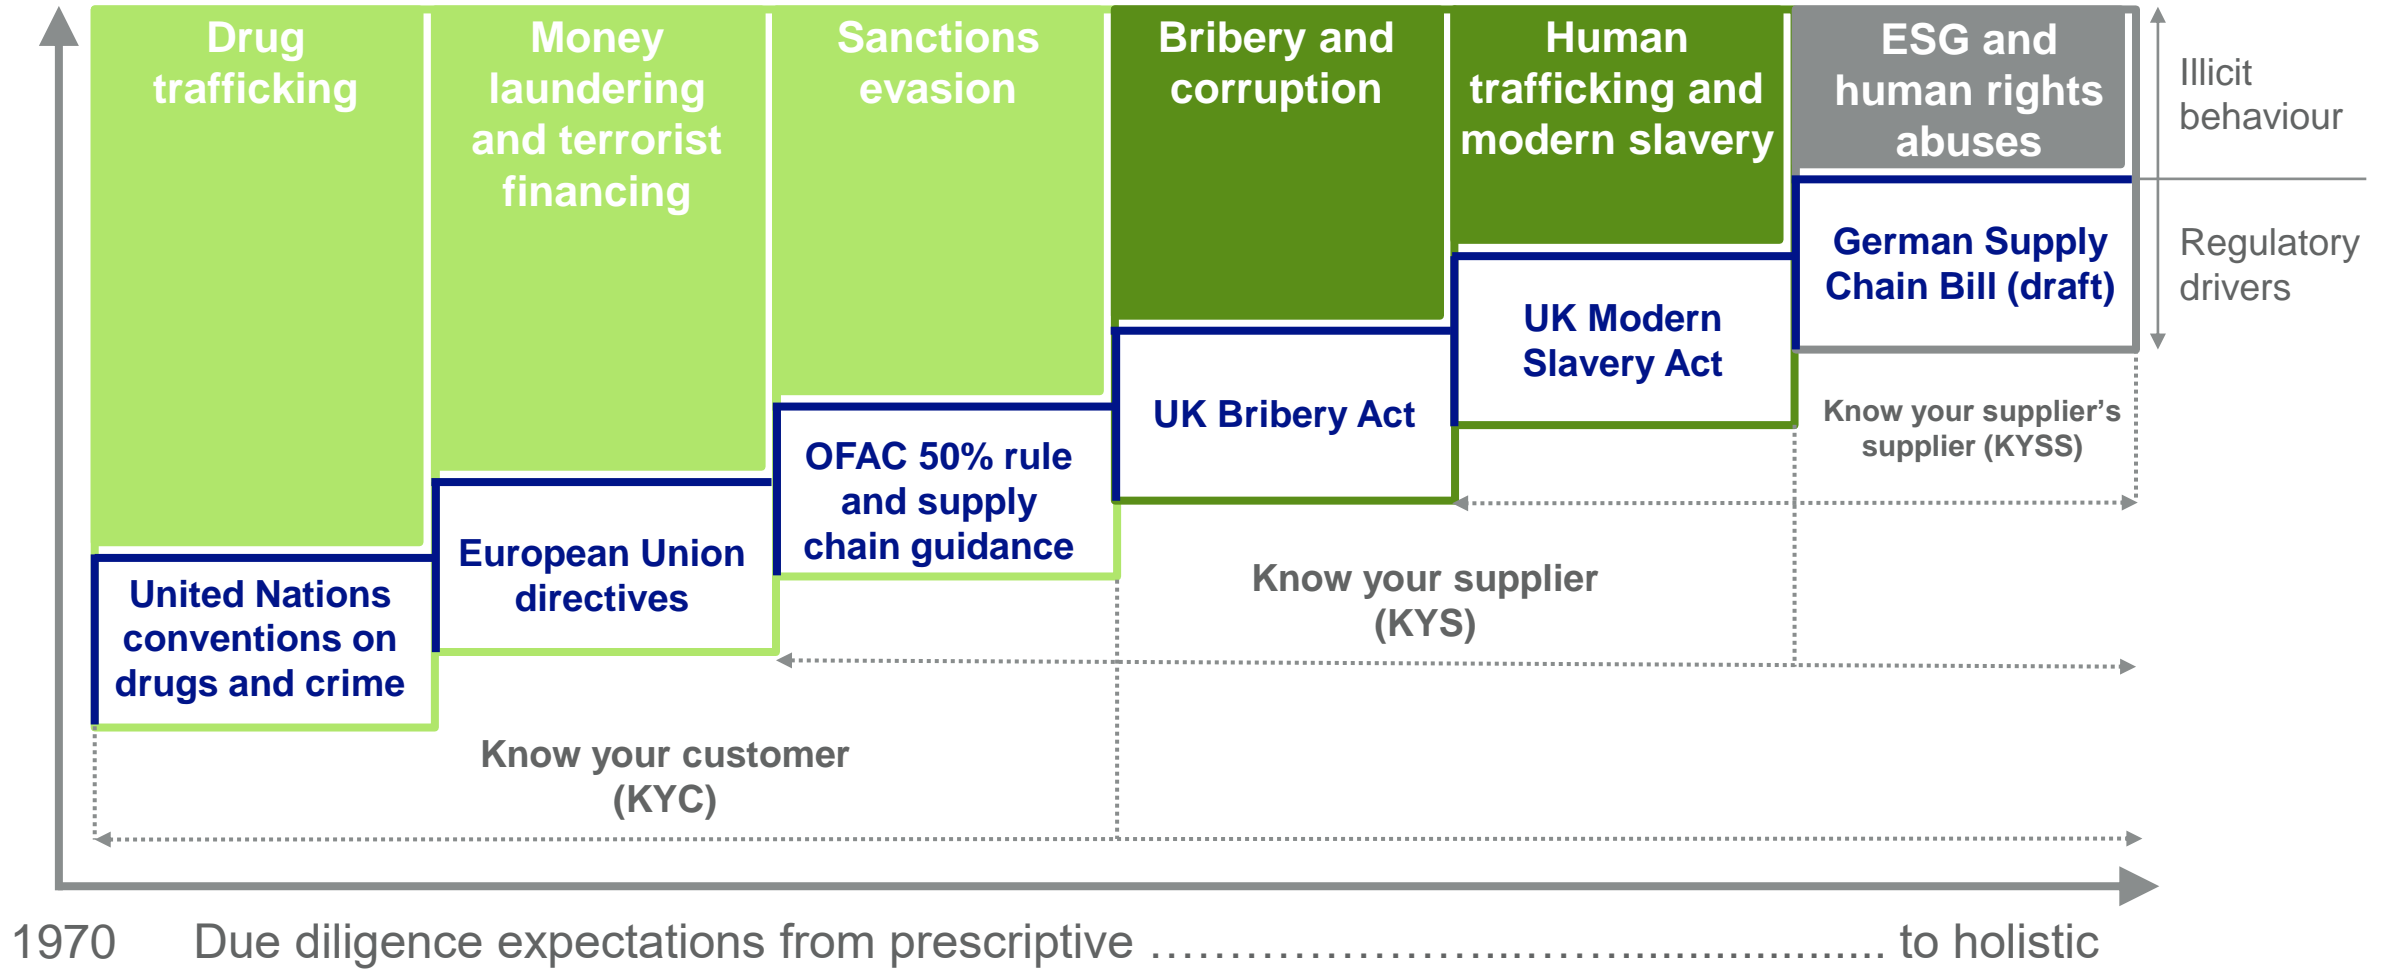 Drug
trafficking
Money
laundering
and terrorist
financing
Sanctions
evasion
Bribery and
corruption
Human
trafficking and
modern slavery
ESG and
human rights
abuses
Illicit
behaviour
Regulatory
drivers
United Nations
conventions on
drugs and crime
European Union
directives
OFAC 50% rule
and supply
chain guidance
UK Bribery Act
UK Modern
Slavery Act
German Supply
Chain Bill (draft)
Know your supplier’s
supplier (KYSS)
Know your supplier
(KYS)
Know your customer
(KYC)
1970 Due diligence expectations from prescriptive ……………………………................ to holistic